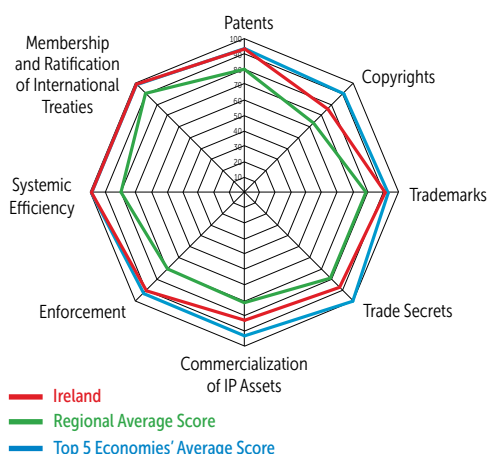 Patents
Membership
and Ratification
of International
Treaties
Copyrights
100
80
70
60
50
40
30
20
10
Systemic
Efficiency
Trademarks
Enforcement
Trade Secrets
Commercialization
of IP Assets
Ireland
Regional Average Score
Top 5 Economies' Average Score